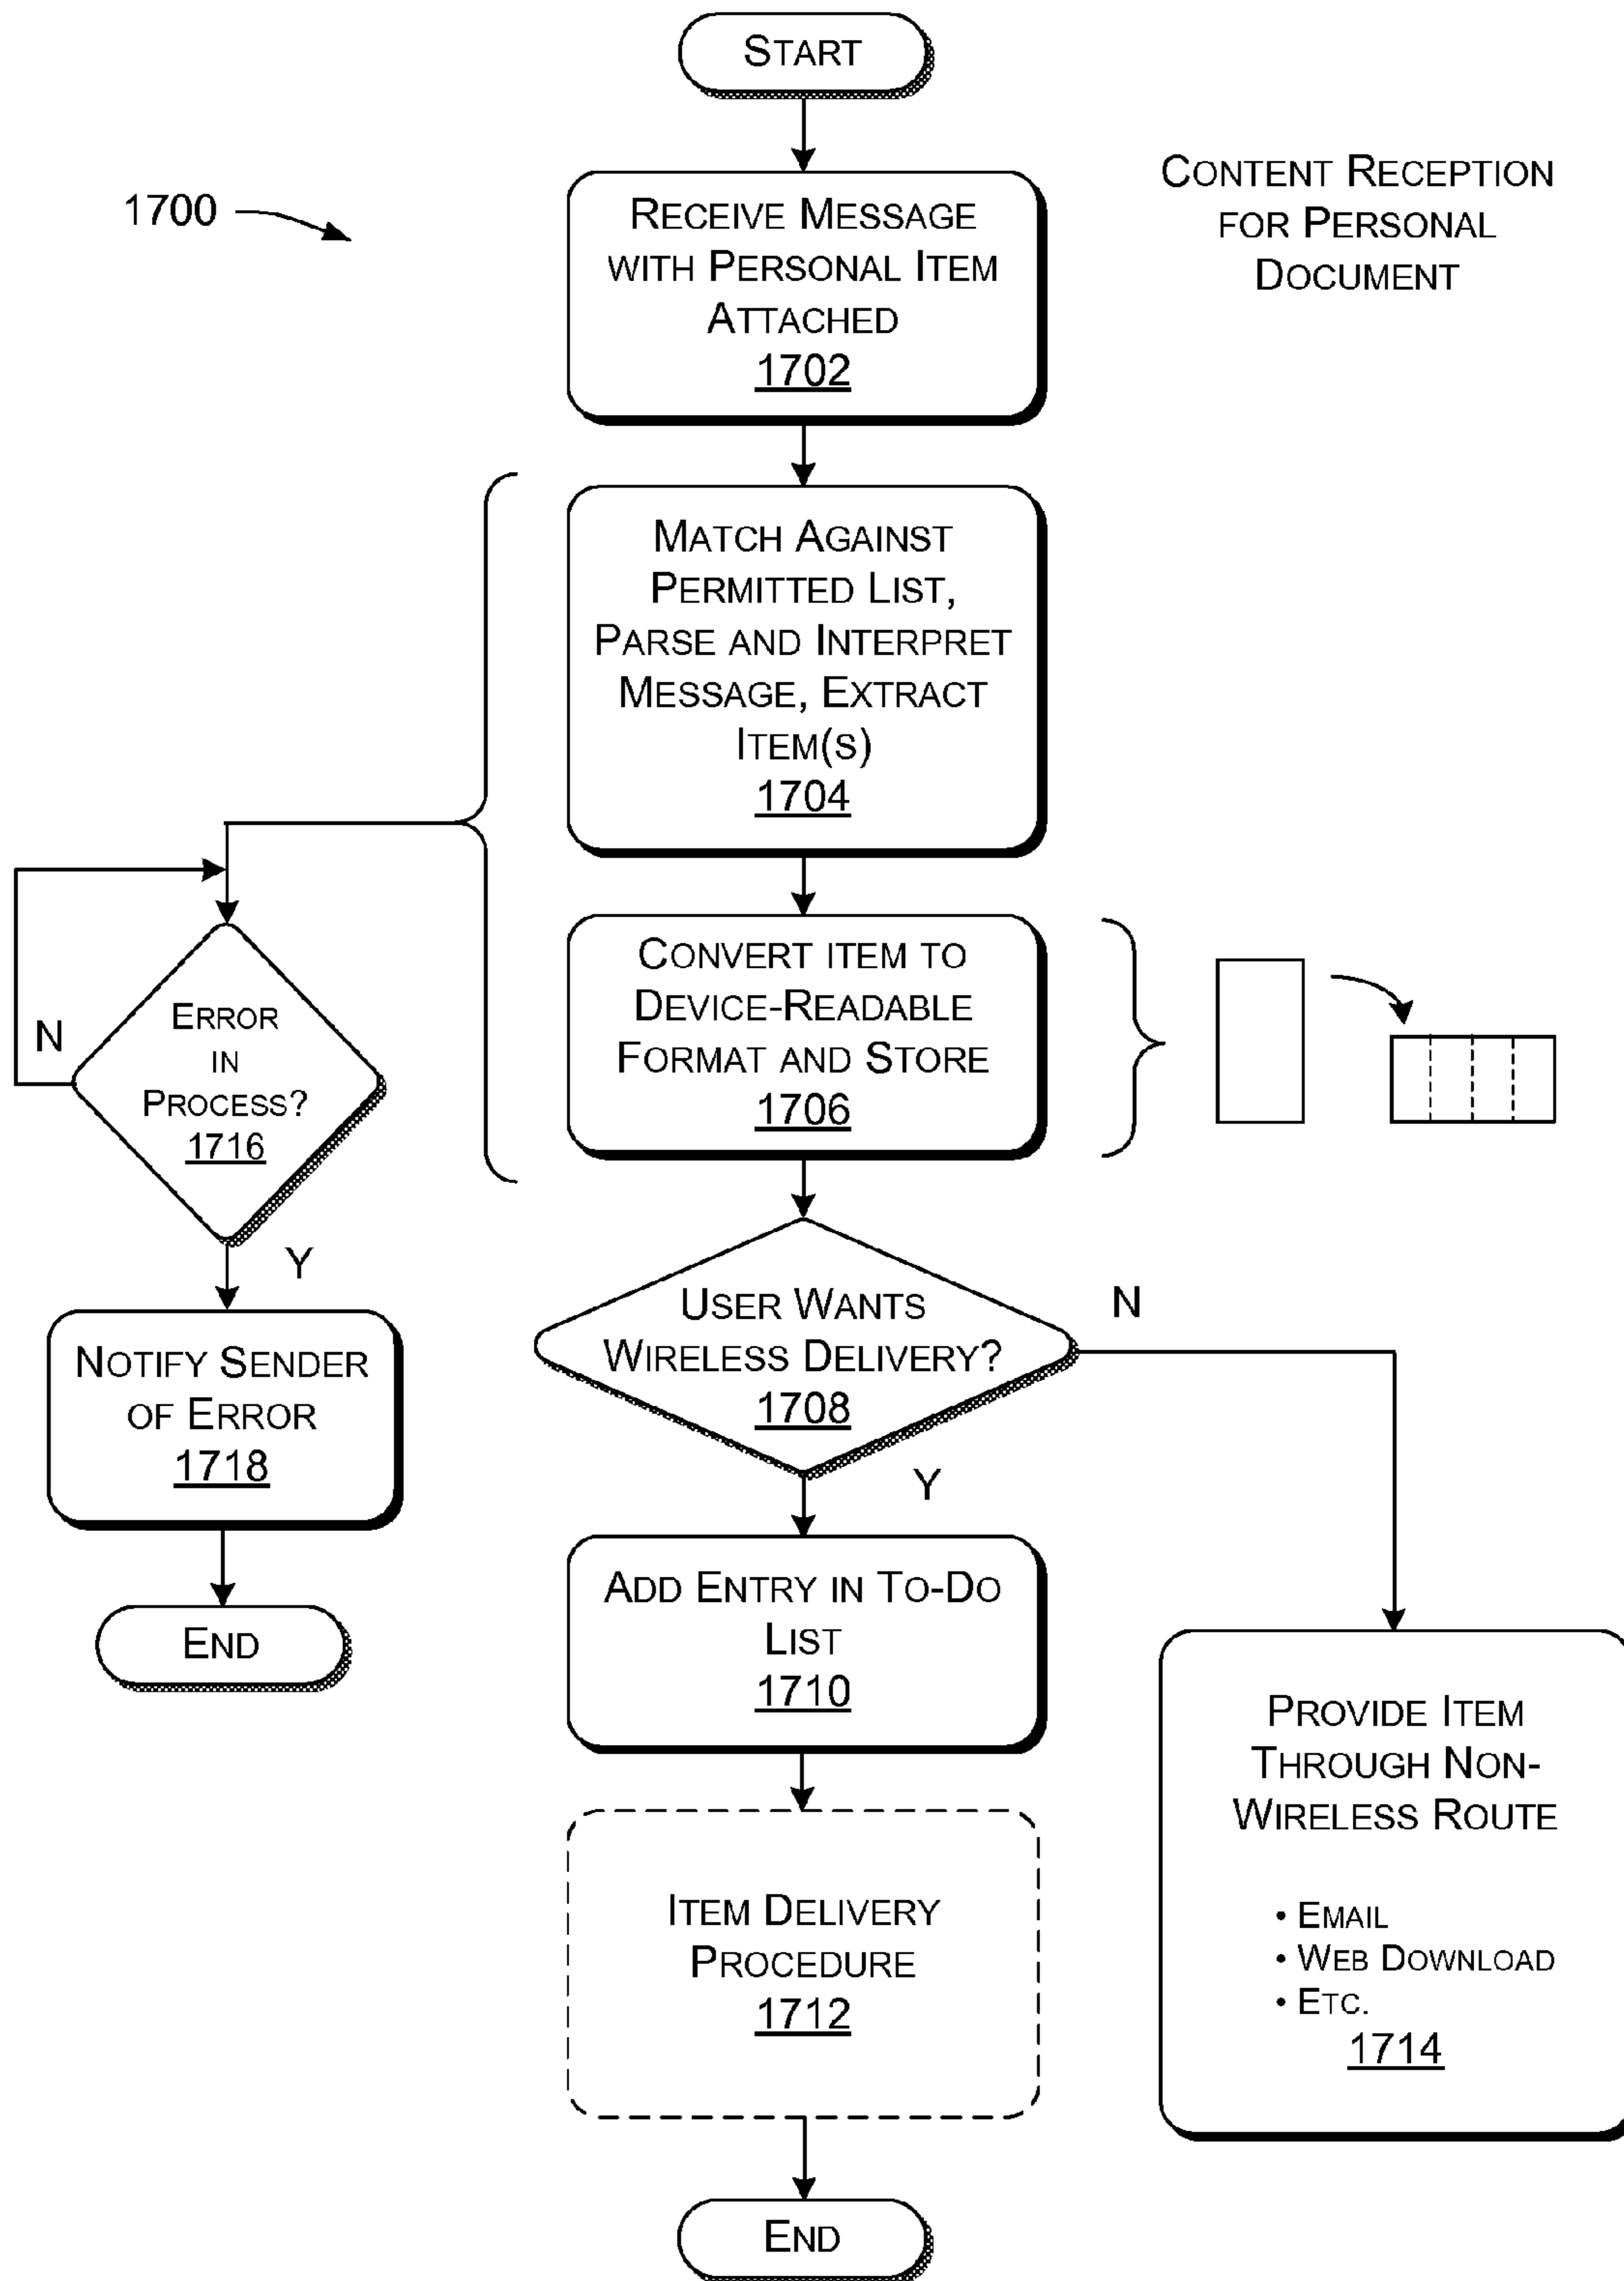 START
1700
CONTENT RECEPTION
FOR PERSONAL
DOCUMENT
RECEIVE MESSAGE
WITH PERSONAL ITEM
ATTACHED
1702
MATCH AGAINST
PERMITTED LIST,
PARSE AND INTERPRET
MESSAGE, EXTRACT
ITEM(S)
1704
CONVERT ITEM TO
DEVICE-READABLE
FORMAT AND STORE
1706
N
ERROR
IN
PROCESS?
1716
Y
NOTIFY SENDER
OF ERROR
1718
END
USER WANTS
WIRELESS DELIVERY?
1708
N
Y
ADD ENTRY IN TO-DO
LIST
1710
ITEM DELIVERY
PROCEDURE
1712
END
PROVIDE ITEM
THROUGH NON-
WIRELESS ROUTE
• EMAIL
• WEB DOWNLOAD
• ETC.
1714